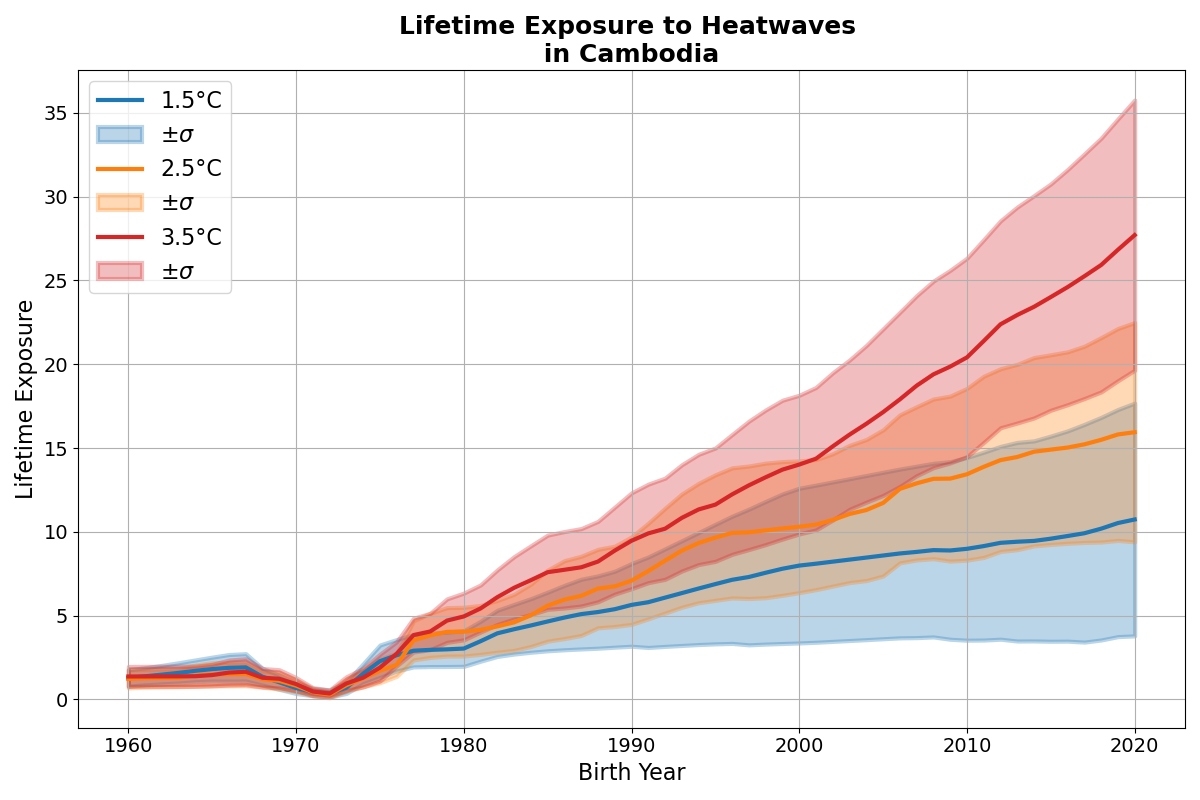 Lifetime Exposure to Heatwaves
in Cambodia
1.5°C
±σ
2.5°C
±σ
3.5°C
±σ
Lifetime Exposure
35
30
25
20
15
10
5
0
1960 1970 1980 1990 2000 2010 2020
Birth Year